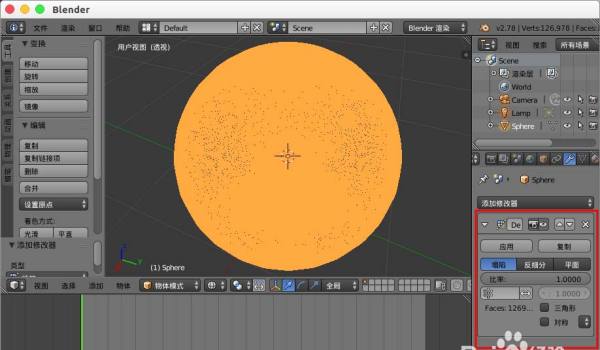 Blender
文件 渲染 窗口 帮助 Default Scene Blender 渲染 v2.78 | Verts:126,978 | Faces:
工具
变换
移动
旋转
缩放
镜像
编辑
复制
复制链接项
删除
合并
设置原点
着色方式:
光滑 平直
添加修改器
类型
用户视图 (透视)
(1) Sphere
视图 选择 添加 物体 物体模式 全局
视图 搜索 所有场景
Scene
渲染层
World
Camera
Lamp
Sphere
Sphere
添加修改器
De
应用 复制
塌陷 反细分 平面
比率: 1.0000
1.0000
Faces: 1269... 三角形
对称